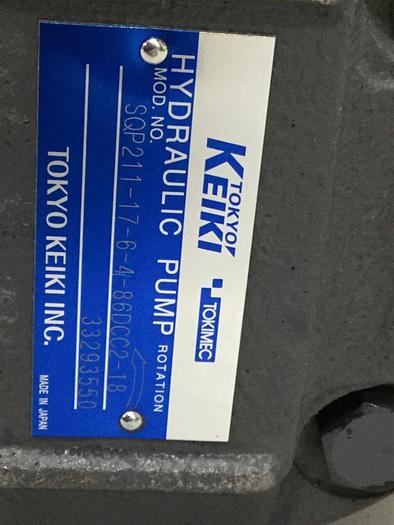 TOKYO
KEIKI
TOKIMEC
HYDRAULIC PUMP
MOD. NO.
ROTATION
SQP211-17-6-4-86DCC2-18
33293550
TOKYO KEIKI INC.
MADE IN JAPAN